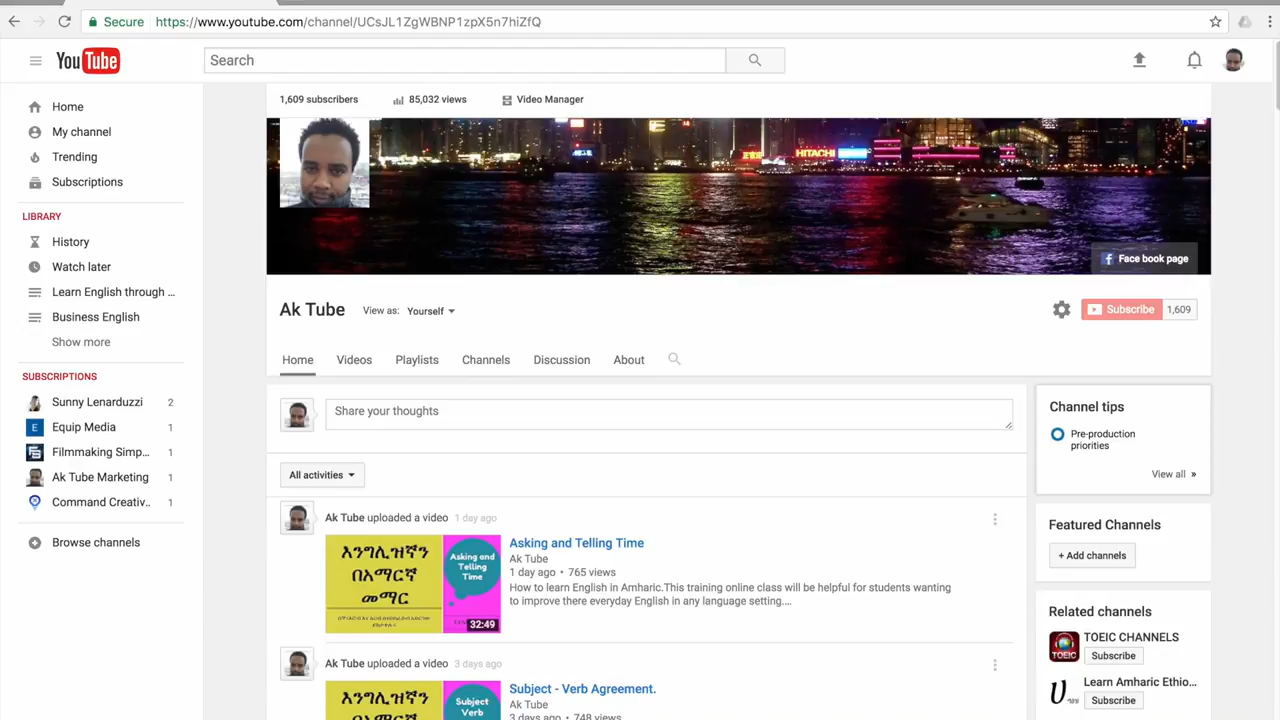 Secure
https://www.youtube.com/channel/UCsJL1ZgWBNP1zpX5n7hiZfQ
YouTube
Search
Home
My channel
Trending
Subscriptions
LIBRARY
History
Watch later
Learn English through ...
Business English
Show more
SUBSCRIPTIONS
Sunny Lenarduzzi 2
Equip Media 1
Filmmaking Simp... 1
Ak Tube Marketing 1
Command Creativ.. 1
Browse channels
1,609 subscribers 85,032 views Video Manager
HITACHI
Face book page
Ak Tube View as: Yourself
Subscribe 1,609
Home Videos Playlists Channels Discussion About
Share your thoughts
All activities
Ak Tube uploaded a video 1 day ago
እንግሊዝኛን
በአማርኛ
መማር
Asking and
Telling
Time
32:49
Asking and Telling Time
Ak Tube
1 day ago • 765 views
How to learn English in Amharic.This training online class will be helpful for students wanting
to improve there everyday English in any language setting....
Ak Tube uploaded a video 3 days ago
እንግሊዝኛን
Subject
Verb
Subject - Verb Agreement.
Ak Tube
3 days ago • 748 views
Channel tips
Pre-production
priorities
View all »
Featured Channels
+ Add channels
Related channels
TOEIC
TOEIC CHANNELS
Subscribe
Learn Amharic Ethio...
Subscribe